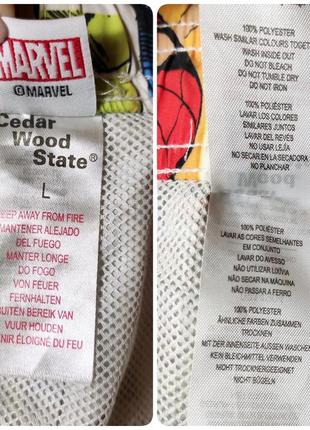 MARVEL
© MARVEL
Cedar
Wood
State®
L
KEEP AWAY FROM FIRE
MANTENER ALEJADO
DEL FUEGO
MANTER LONGE
DO FOGO
VON FEUER
FERNHALTEN
BUITEN BEREIK VAN
VUUR HOUDEN
TENIR ÉLOIGNÉ DU FEU
100% POLYESTER
WASH SIMILAR COLOURS TOGETHER
WASH INSIDE OUT
DO NOT BLEACH
DO NOT TUMBLE DRY
DO NOT IRON
100% POLIÉSTER
LAVAR LOS COLORES
SIMILARES JUNTOS
LAVAR DEL REVÉS
NO USAR LEJÍA
NO SECAR EN LA SECADORA
NO PLANCHAR
100% POLIÉSTER
LAVAR AS CORES SEMELHANTES
EM CONJUNTO
LAVAR DO AVESSO
NÃO UTILIZAR LIXÍVIA
NÃO SECAR NA MÁQUINA
NÃO PASSAR A FERRO
100% POLYESTER
ÄHNLICHE FARBEN ZUSAMMEN
TROCKNEN
MIT DER INNENSEITE AUSSEN WASCHEN
KEIN BLEICHMITTEL VERWENDEN
NICHT TROCKNERGEEIGNET
NICHT BÜGELN